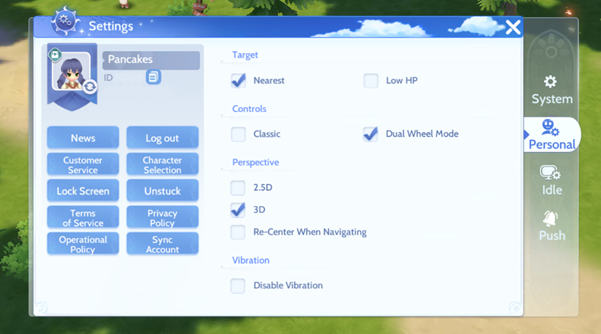 Settings
Pancakes
ID
News
Log out
Customer
Service
Character
Selection
Lock Screen
Unstuck
Terms
of Service
Privacy
Policy
Operational
Policy
Sync
Account
Target
Nearest
Low HP
Controls
Classic
Dual Wheel Mode
Perspective
2.5D
3D
Re-Center When Navigating
Vibration
Disable Vibration
System
Personal
Idle
Push